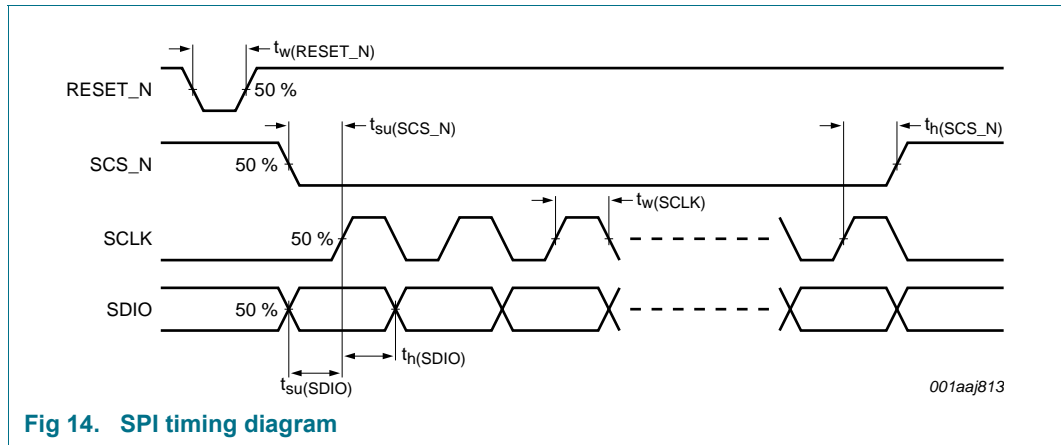 tw(RESET_N)
RESET_N
50 %
tsu(SCS_N)
th(SCS_N)
SCS_N
50 %
tw(SCLK)
SCLK
50 %
SDIO
50 %
th(SDIO)
tsu(SDIO)
001aaj813
Fig 14. SPI timing diagram